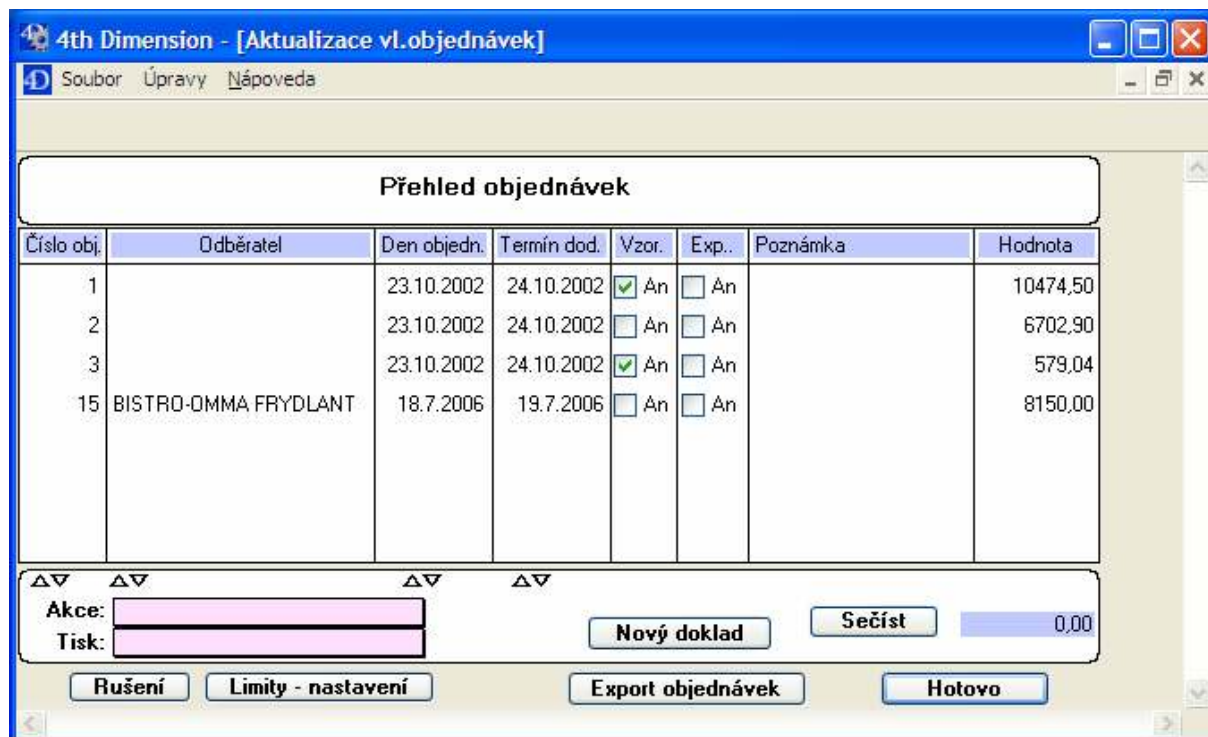 4th Dimension - [Aktualizace vl.objednávek]
4D Soubor Úpravy Nápoveda
Přehled objednávek
Číslo obj. Odběratel Den objedn. Termín dod. Vzor. Exp.. Poznámka Hodnota
1 23.10.2002 24.10.2002 An An 10474,50
2 23.10.2002 24.10.2002 An An 6702,90
3 23.10.2002 24.10.2002 An An 579,04
15 BISTRO-OMMA FRYDLANT 18.7.2006 19.7.2006 An An 8150,00
Akce:
Tisk:
Nový doklad Sečíst 0,00
Rušení Limity - nastavení Export objednávek Hotovo